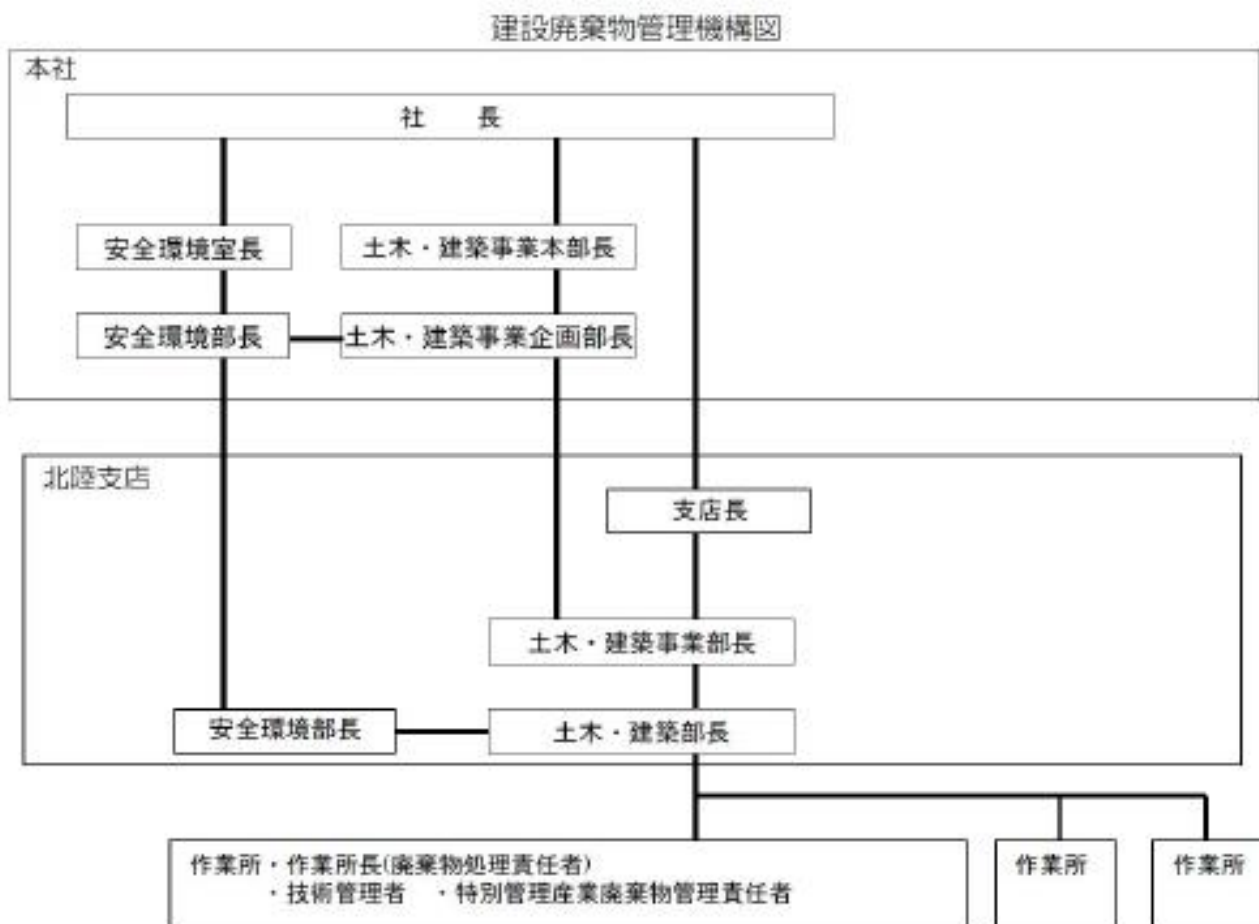 建設廃棄物管理機構図
本社
社　長
安全環境室長
土木・建築事業本部長
安全環境部長
土木・建築事業企画部長
北陸支店
支店長
土木・建築事業部長
安全環境部長
土木・建築部長
作業所・作業所長(廃棄物処理責任者)
・技術管理者　・特別管理産業廃棄物管理責任者
作業所
作業所